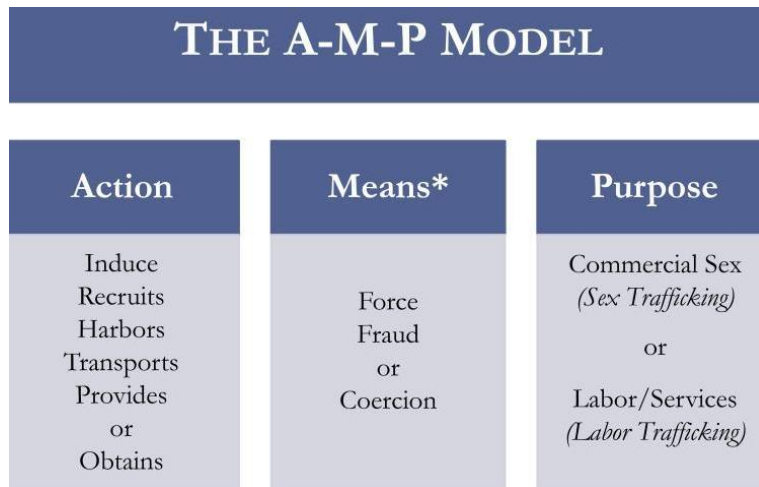 THE A-M-P MODEL
Action
Induce
Recruits
Harbors
Transports
Provides
or
Obtains
Means*
Force
Fraud
or
Coercion
Purpose
Commercial Sex
(Sex Trafficking)
or
Labor/Services
(Labor Trafficking)